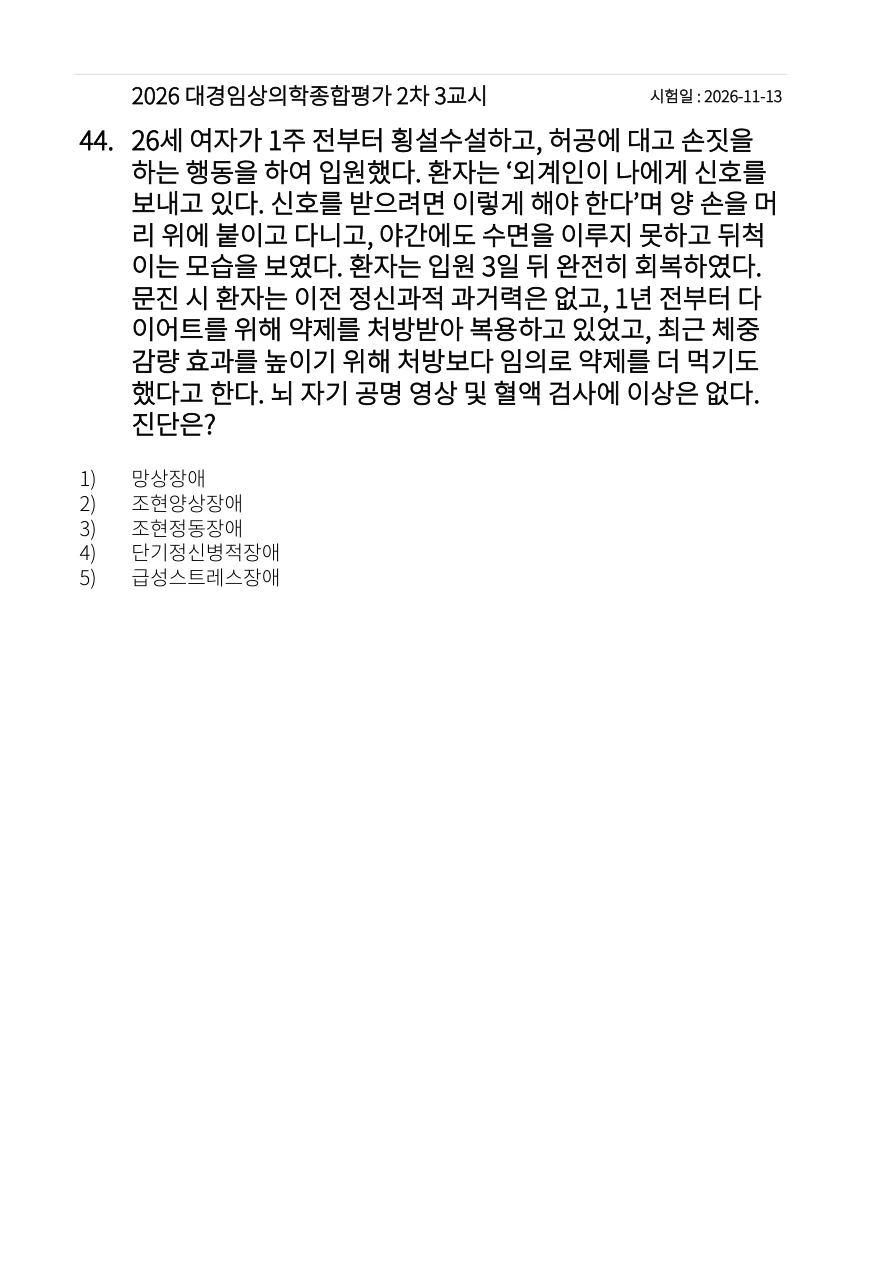 2026 대경임상의학종합평가 2차 3교시
시험일 : 2026-11-13
44. 26세 여자가 1주 전부터 횡설수설하고, 허공에 대고 손짓을
하는 행동을 하여 입원했다. 환자는 ‘외계인이 나에게 신호를
보내고 있다. 신호를 받으려면 이렇게 해야 한다’며 양 손을 머
리 위에 붙이고 다니고, 야간에도 수면을 이루지 못하고 뒤척
이는 모습을 보였다. 환자는 입원 3일 뒤 완전히 회복하였다.
문진 시 환자는 이전 정신과적 과거력은 없고, 1년 전부터 다
이어트를 위해 약제를 처방받아 복용하고 있었고, 최근 체중
감량 효과를 높이기 위해 처방보다 임의로 약제를 더 먹기도
했다고 한다. 뇌 자기 공명 영상 및 혈액 검사에 이상은 없다.
진단은?
1) 망상장애
2) 조현양상장애
3) 조현정동장애
4) 단기정신병적장애
5) 급성스트레스장애